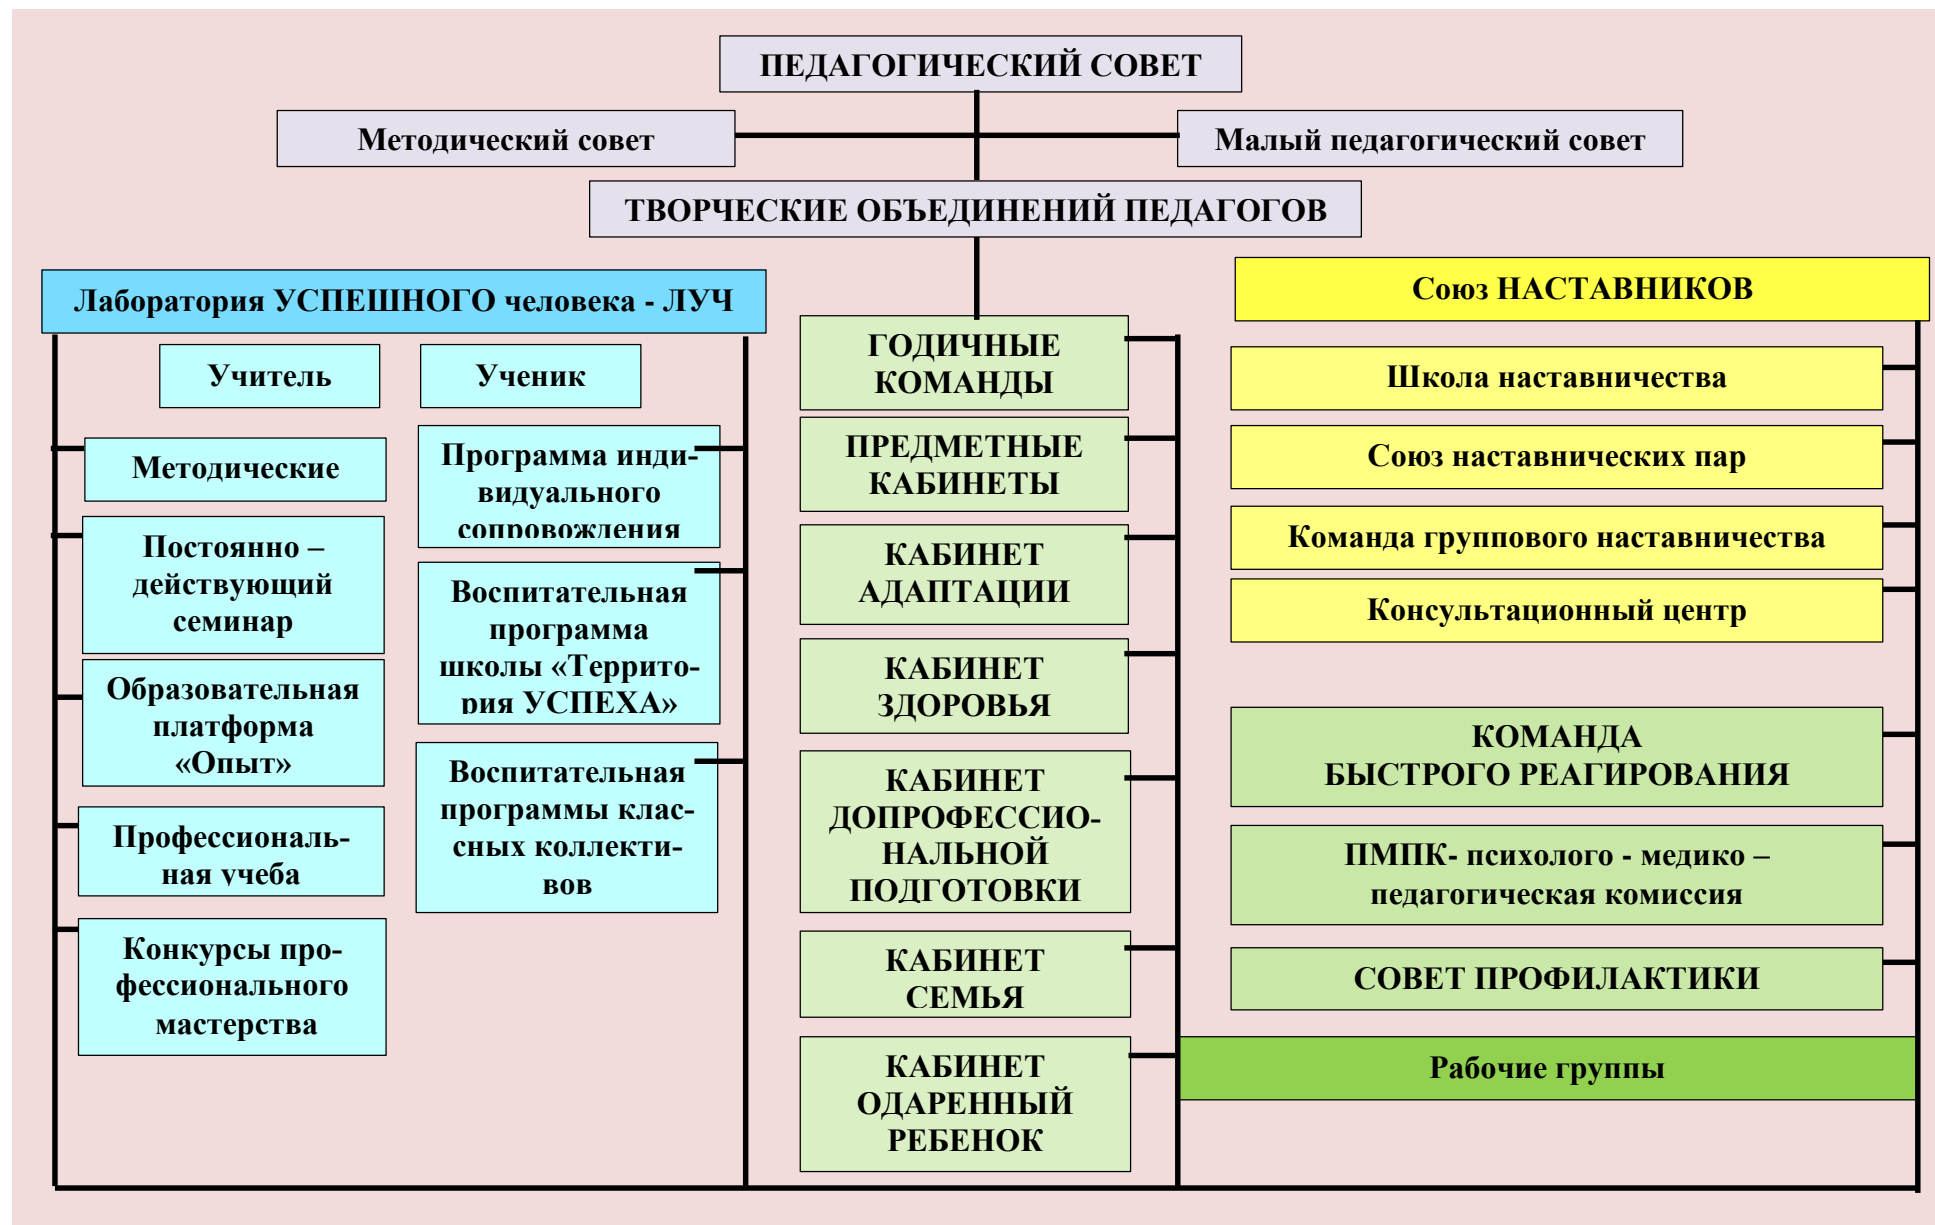 ПЕДАГОГИЧЕСКИЙ СОВЕТ
Методический совет
Малый педагогический совет
ТВОРЧЕСКИЕ ОБЪЕДИНЕНИЙ ПЕДАГОГОВ
Лаборатория УСПЕШНОГО человека - ЛУЧ
Учитель
Ученик
Методические
Постоянно –
действующий
семинар
Образовательная
платформа
«Опыт»
Профессиональ-
ная учеба
Конкурсы про-
фессионального
мастерства
Программа инди-
видуального
сопровождения
Воспитательная
программа
школы «Террито-
рия УСПЕХА»
Воспитательная
программы клас-
сных коллекти-
вов
ГОДИЧНЫЕ
КОМАНДЫ
ПРЕДМЕТНЫЕ
КАБИНЕТЫ
КАБИНЕТ
АДАПТАЦИИ
КАБИНЕТ
ЗДОРОВЬЯ
КАБИНЕТ
ДОПРОФЕССИО-
НАЛЬНОЙ
ПОДГОТОВКИ
КАБИНЕТ
СЕМЬЯ
КАБИНЕТ
ОДАРЕННЫЙ
РЕБЕНОК
Союз НАСТАВНИКОВ
Школа наставничества
Союз наставнических пар
Команда группового наставничества
Консультационный центр
КОМАНДА
БЫСТРОГО РЕАГИРОВАНИЯ
ПМПК- психолого - медико –
педагогическая комиссия
СОВЕТ ПРОФИЛАКТИКИ
Рабочие группы